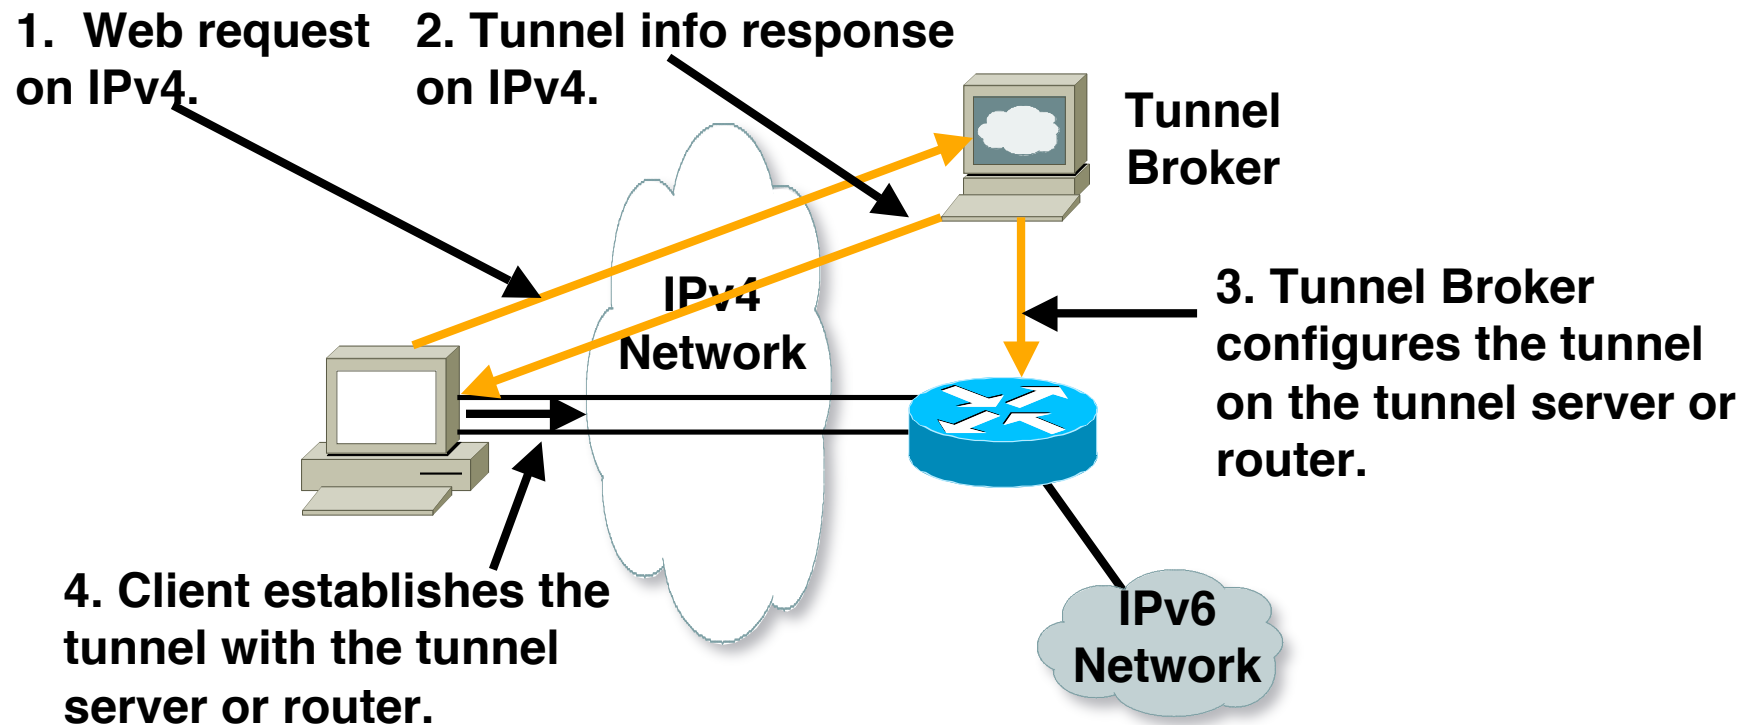 1. Web request
on IPv4.
2. Tunnel info response
on IPv4.
Tunnel
Broker
IPv4
Network
3. Tunnel Broker
configures the tunnel
on the tunnel server or
router.
4. Client establishes the
tunnel with the tunnel
server or router.
IPv6
Network